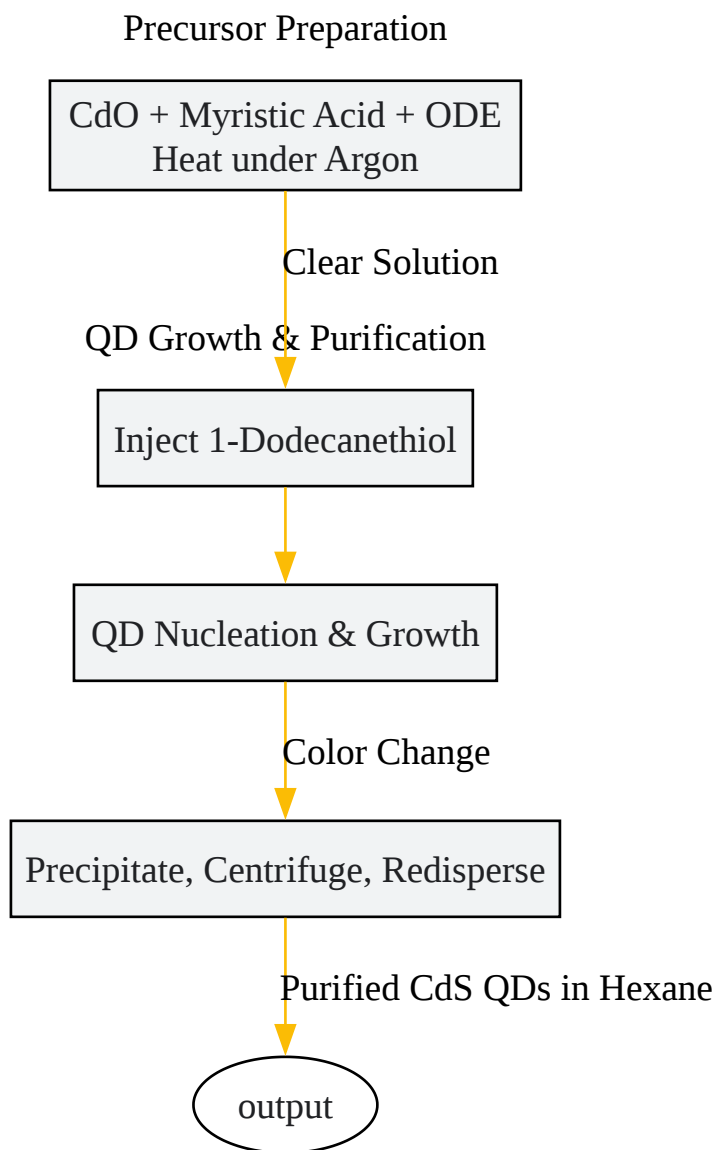 Precursor Preparation
CdO + Myristic Acid + ODE
Heat under Argon
Clear Solution
QD Growth & Purification
Inject 1-Dodecanethiol
QD Nucleation & Growth
Color Change
Precipitate, Centrifuge, Redisperse
Purified CdS QDs in Hexane
output